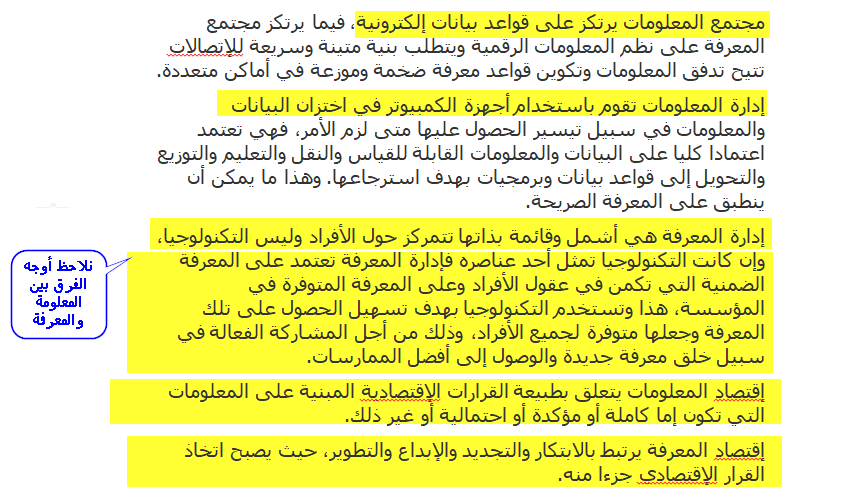 مجتمع المعلومات يرتكز على قواعد بيانات إلكترونية، فيما يرتكز مجتمع
المعرفة على نظم المعلومات الرقمية ويتطلب بنية متينة وسريعة للإتصالات
تتيح تدفق المعلومات وتكوين قواعد معرفة ضخمة وموزعة في أماكن متعددة.
إدارة المعلومات تقوم باستخدام أجهزة الكمبيوتر في اختزان البيانات
والمعلومات في سبيل تيسير الحصول عليها متى لزم الأمر، فهي تعتمد
اعتمادا كليا على البيانات والمعلومات القابلة للقياس والنقل والتعليم والتوزيع
والتحويل إلى قواعد بيانات وبرمجيات بهدف استرجاعها. وهذا ما يمكن أن
ينطبق على المعرفة الصريحة.
إدارة المعرفة هي أشمل وقائمة بذاتها تتمركز حول الأفراد وليس التكنولوجيا،
وإن كانت التكنولوجيا تمثل أحد عناصره فإدارة المعرفة تعتمد على المعرفة
الضمنية التي تكمن في عقول الأفراد وعلى المعرفة المتوفرة في
المؤسسة، هذا وتستخدم التكنولوجيا بهدف تسهيل الحصول على تلك
المعرفة وجعلها متوفرة لجميع الأفراد، وذلك من أجل المشاركة الفعالة في
سبيل خلق معرفة جديدة والوصول إلى أفضل الممارسات.
إقتصاد المعلومات يتعلق بطبيعة القرارات الإقتصادية المبنية على المعلومات
التي تكون إما كاملة أو مؤكدة أو احتمالية أو غير ذلك.
إقتصاد المعرفة يرتبط بالابتكار والتجديد والإبداع والتطوير، حيث يصبح اتخاذ
القرار الإقتصادي جزءا منه.
نلاحظ أوجه
الفرق بين
المعلومة
والمعرفة